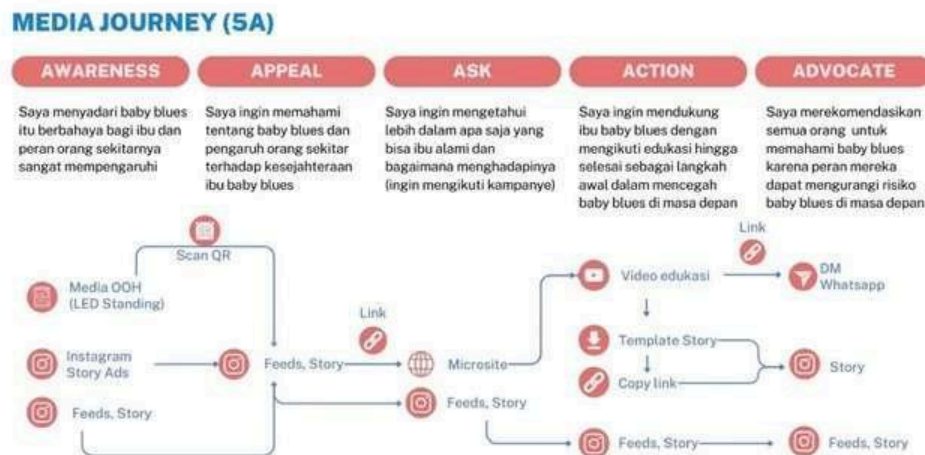 MEDIA JOURNEY (5A)
AWARENESS
APPEAL
ASK
ACTION
ADVOCATE
Saya menyadari baby blues
itu berbahaya bagi ibu dan
peran orang sekitarnya
sangat mempengaruhi
Saya ingin memahami
tentang baby blues dan
pengaruh orang sekitar
terhadap kesejahteraan
ibu baby blues
Saya ingin mengetahui
lebih dalam apa saja yang
bisa ibu alami dan
bagaimana menghadapinya
(ingin mengikuti kampanye)
Saya ingin mendukung
ibu baby blues dengan
mengikuti edukasi hingga
selesai sebagai langkah
awal dalam mencegah
baby blues di masa depan
Saya merekomendasikan
semua orang untuk
memahami baby blues
karena peran mereka
dapat mengurangi risiko
baby blues di masa depan
Scan QR
Media OOH
(LED Standing)
Instagram
Story Ads
Feeds, Story
Feeds, Story
Link
Microsite
Feeds, Story
Video edukasi
Link
DM
Whatsapp
Template Story
Copy link
Story
Feeds, Story
Feeds, Story